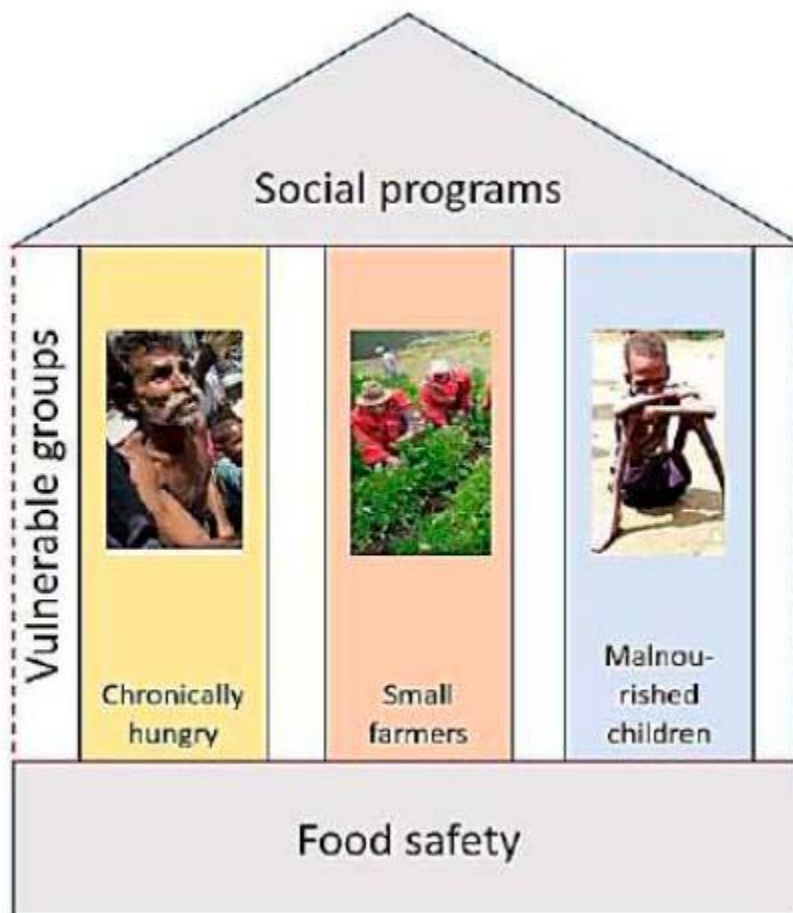 Social programs
Vulnerable groups
Chronically
hungry
Small
farmers
Malnou-
rished
children
Food safety